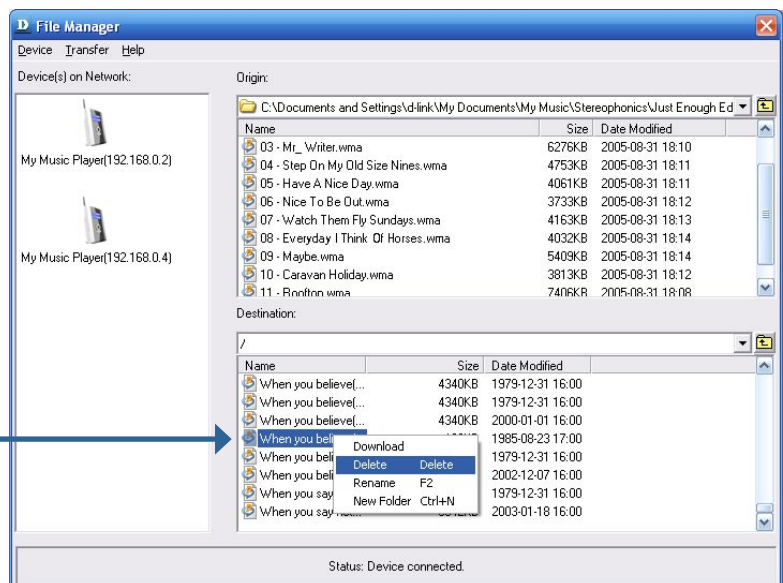 D File Manager
Device Transfer Help
Device(s) on Network:
My Music Player(192.168.0.2)
My Music Player(192.168.0.4)
Origin:
C:\Documents and Settings\d-link\My Documents\My Music\Stereophonics\Just Enough Ed
Name Size Date Modified
03 - Mr_ Writer.wma 6276KB 2005-08-31 18:10
04 - Step On My Old Size Nines.wma 4753KB 2005-08-31 18:11
05 - Have A Nice Day.wma 4061KB 2005-08-31 18:11
06 - Nice To Be Out.wma 3733KB 2005-08-31 18:12
07 - Watch Them Fly Sundays.wma 4163KB 2005-08-31 18:13
08 - Everyday I Think Of Horses.wma 4032KB 2005-08-31 18:14
09 - Maybe.wma 5409KB 2005-08-31 18:14
10 - Caravan Holiday.wma 3813KB 2005-08-31 18:12
11 - Rooftop.wma 7406KB 2005-08-31 18:08
Destination:
/
Name Size Date Modified
When you believe(... 4340KB 1979-12-31 16:00
When you believe(... 4340KB 1979-12-31 16:00
When you believe(... 4340KB 2000-01-01 16:00
When you beli 1985-08-23 17:00
When you beli 1979-12-31 16:00
When you beli 2002-12-07 16:00
When you say 1979-12-31 16:00
When you say 2003-01-18 16:00
Download
Delete Delete
Rename F2
New Folder Ctrl+N
Status: Device connected.